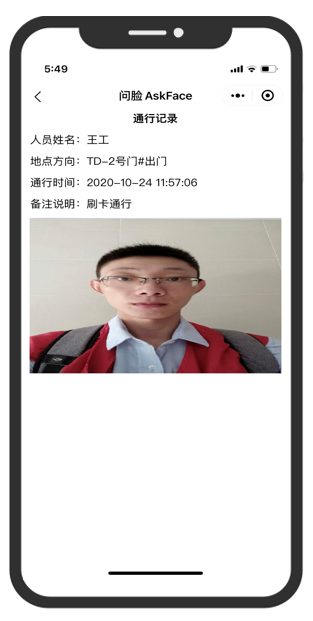 5:49
问脸 AskFace
通行记录
人员姓名：王工
地点方向：TD-2号门#出门
通行时间：2020-10-24 11:57:06
备注说明：刷卡通行